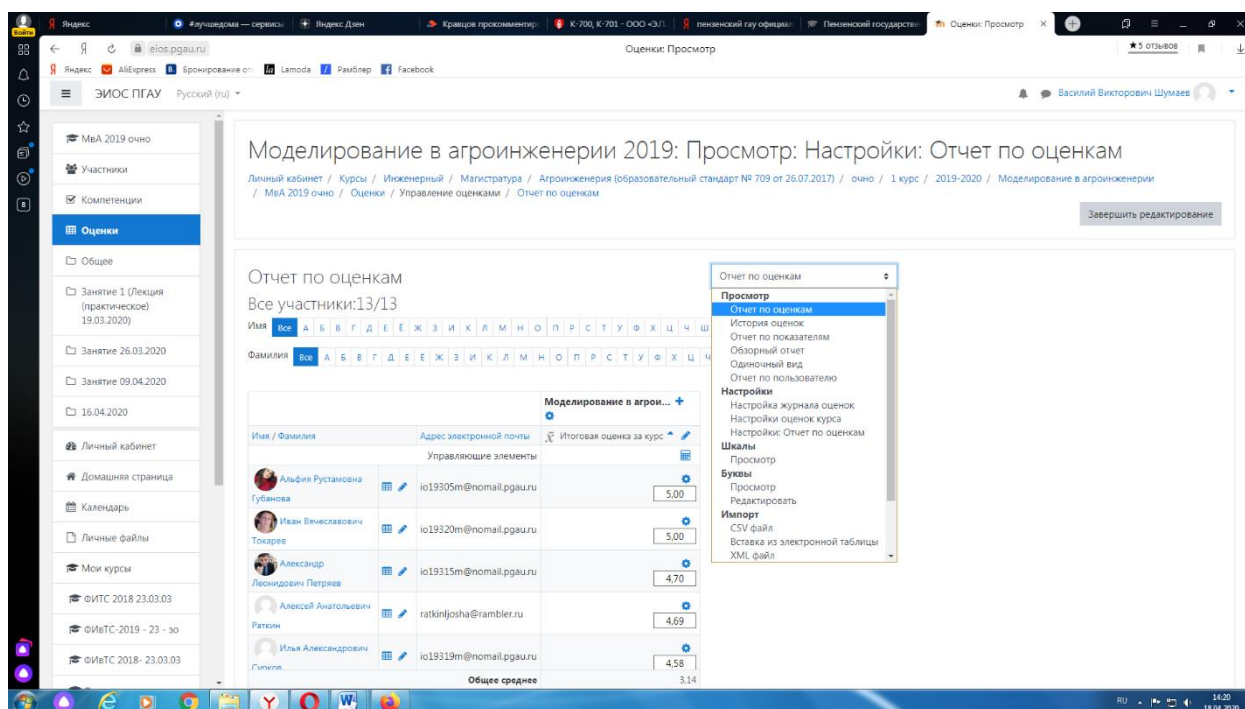 Яндекс
#лучшедома — сервисы
Яндекс Дзен
Кравцов прокомментир
К-700, К-701 - ООО «ЭЛ
пензенский гау официал
Пензенский государстве
Оценки: Просмотр
Войти
eios.pgau.ru
Оценки: Просмотр
★5 отзывов
Яндекс
AliExpress
Бронирование от
Lamoda
Рамблер
Facebook
ЭИОС ПГАУ
Русский (ru)
Василий Викторович Шумаев
МвА 2019 очно
Участники
Компетенции
Оценки
Общее
Занятие 1 (Лекция
(практическое)
19.03.2020)
Занятие 26.03.2020
Занятие 09.04.2020
16.04.2020
Личный кабинет
Домашняя страница
Календарь
Личные файлы
Мои курсы
ФИТС 2018 23.03.03
ФИвТС-2019 - 23 - зо
ФИвТС 2018- 23.03.03
Моделирование в агроинженерии 2019: Просмотр: Настройки: Отчет по оценкам
Личный кабинет / Курсы / Инженерный / Магистратура / Агроинженерия (образовательный стандарт № 709 от 26.07.2017) / очно / 1 курс / 2019-2020 / Моделирование в агроинженерии
/ МвА 2019 очно / Оценки / Управление оценками / Отчет по оценкам
Завершить редактирование
Отчет по оценкам
Все участники:13/13
Имя Все А Б В Г Д Е Ё Ж З И К Л М Н О П Р С Т У Ф Х Ц Ч Ш
Фамилия Все А Б В Г Д Е Ё Ж З И К Л М Н О П Р С Т У Ф Х Ц Ч
Моделирование в агрои...
Имя / Фамилия
Адрес электронной почты
Итоговая оценка за курс
Управляющие элементы
Альфия Рустамовна
Губанова
io19305m@nomail.pgau.ru
5,00
Иван Вячеславович
Токарев
io19320m@nomail.pgau.ru
5,00
Александр
Леонидович Петряев
io19315m@nomail.pgau.ru
4,70
Алексей Анатольевич
Раткин
ratkinljosha@rambler.ru
4,69
Илья Александрович
Сурков
io19319m@nomail.pgau.ru
4,58
Общее среднее
3.14
Отчет по оценкам
Просмотр
Отчет по оценкам
История оценок
Отчет по показателям
Обзорный отчет
Одиночный вид
Отчет по пользователю
Настройки
Настройка журнала оценок
Настройки оценок курса
Настройки: Отчет по оценкам
Шкалы
Просмотр
Буквы
Просмотр
Редактировать
Импорт
CSV файл
Вставка из электронной таблицы
XML файл
RU
14:20
18.04.2020